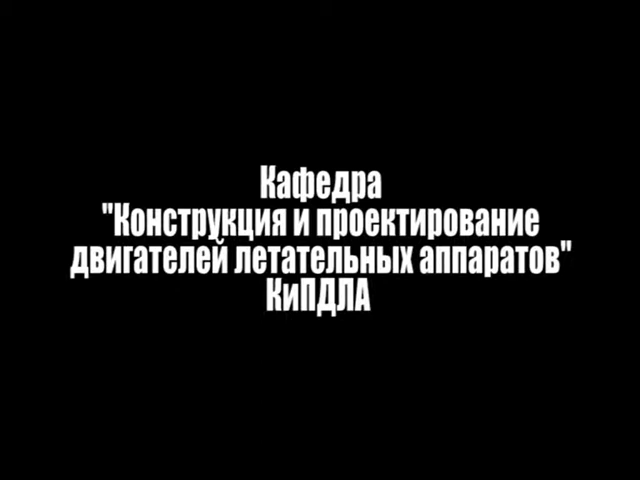 Кафедра
"Конструкция и проектирование
двигателей летательных аппаратов"
КиПДЛА